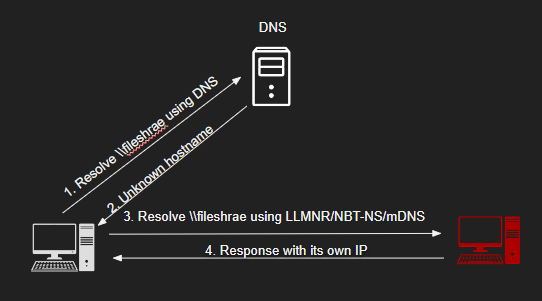 DNS
1. Resolve \\fileshrae using DNS
2. Unknown hostname
3. Resolve \\fileshrae using LLMNR/NBT-NS/mDNS
4. Response with its own IP